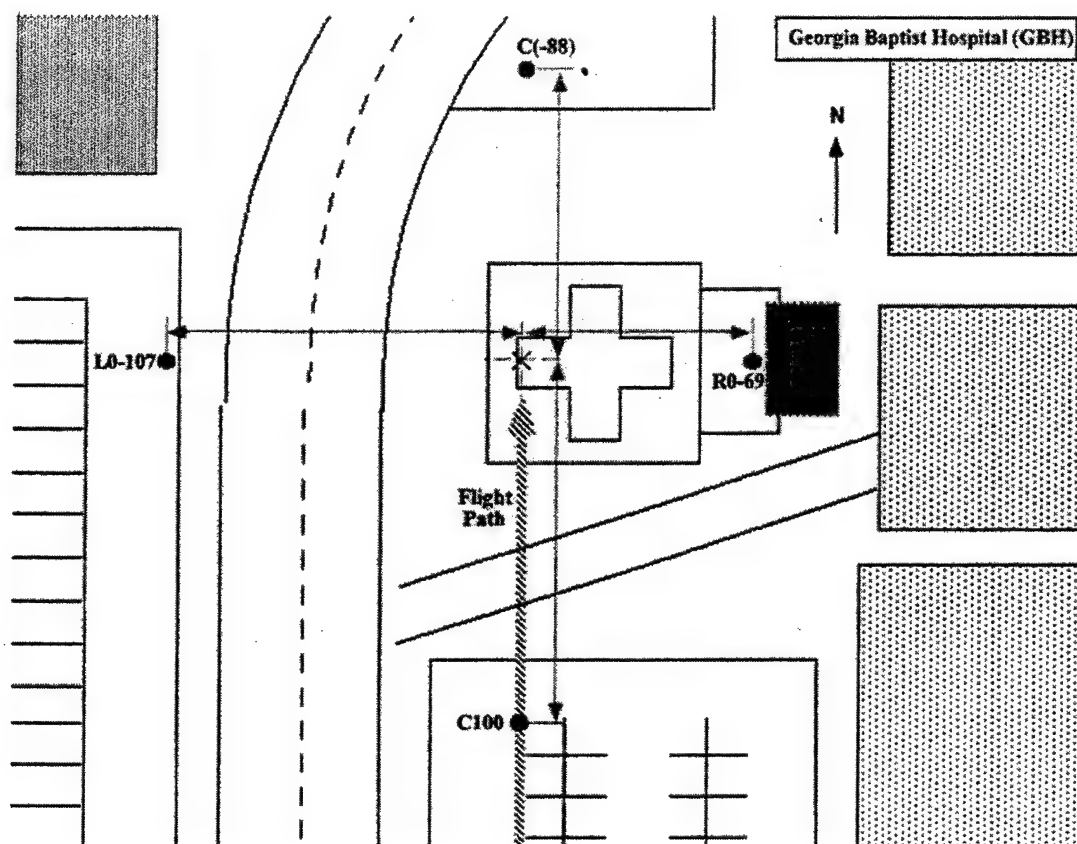 C(-88)
Georgia Baptist Hospital (GBH)
N
L0-107
R0-69
Flight
Path
C100